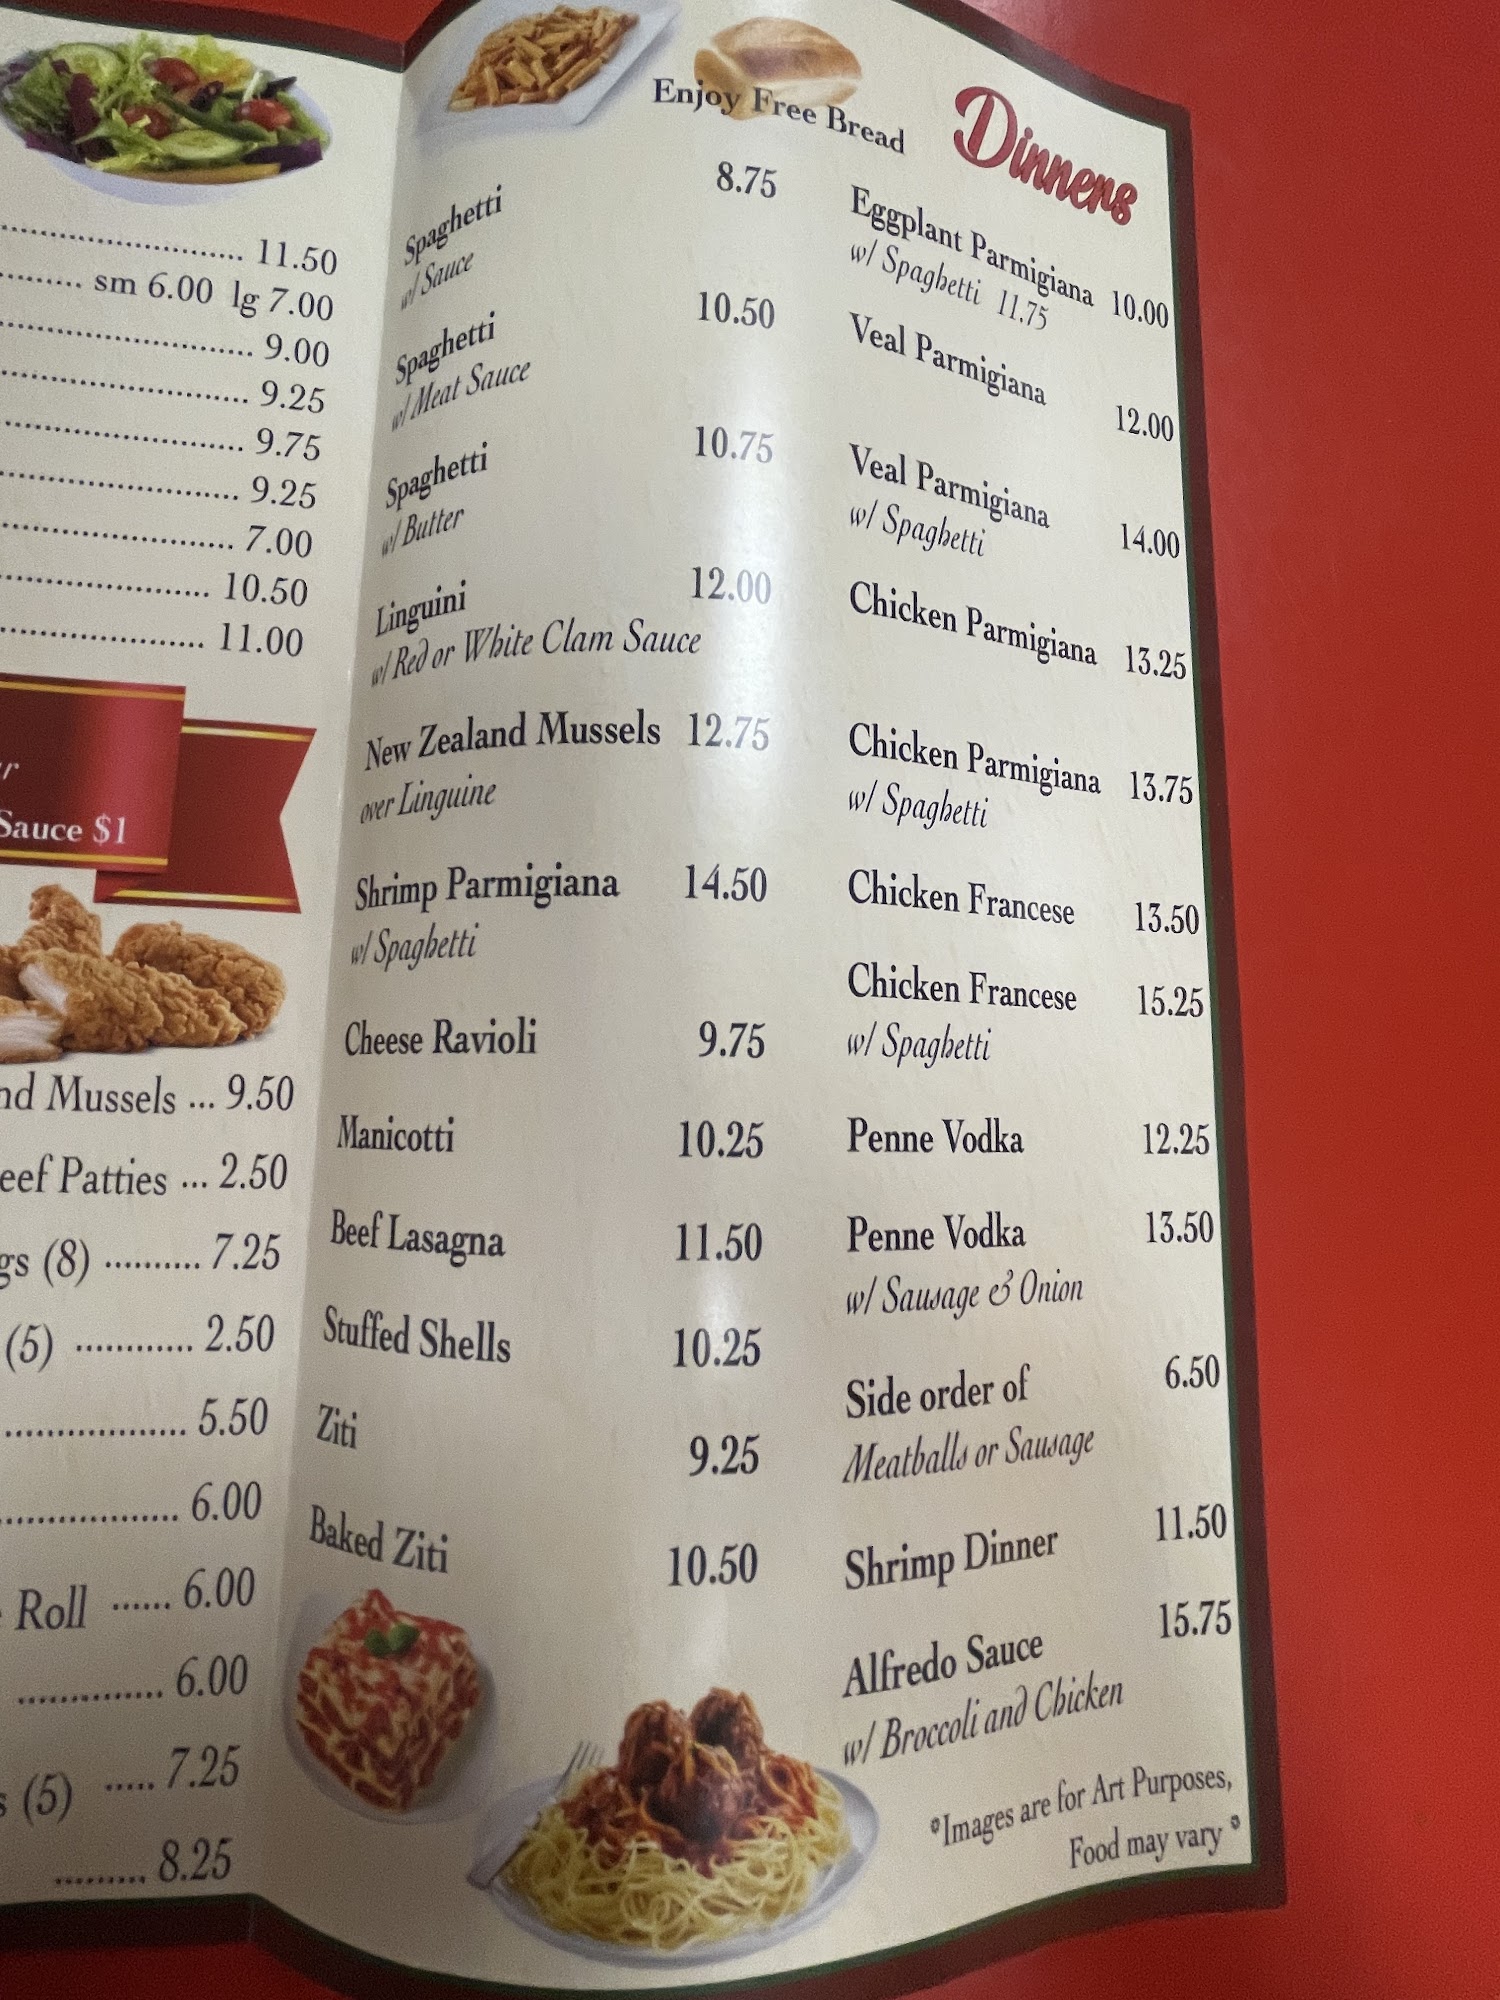 11.50
sm 6.00 lg 7.00
9.00
9.25
9.75
9.25
7.00
10.50
11.00
Sauce $1
Mussels ... 9.50
Patties ... 2.50
(8) .......... 7.25
(5) ............ 2.50
5.50
6.00
Roll ...... 6.00
6.00
(5) ..... 7.25
8.25
Enjoy Free Bread
Spaghetti 8.75
w/ Sauce
Spaghetti 10.50
w/ Meat Sauce
Spaghetti 10.75
w/ Butter
Linguini 12.00
w/ Red or White Clam Sauce
New Zealand Mussels 12.75
over Linguine
Shrimp Parmigiana 14.50
w/ Spaghetti
Cheese Ravioli 9.75
Manicotti 10.25
Beef Lasagna 11.50
Stuffed Shells 10.25
Ziti 9.25
Baked Ziti 10.50
Dinners
Eggplant Parmigiana 10.00
w/ Spaghetti 11.75
Veal Parmigiana 12.00
Veal Parmigiana 14.00
w/ Spaghetti
Chicken Parmigiana 13.25
Chicken Parmigiana 13.75
w/ Spaghetti
Chicken Francese 13.50
Chicken Francese 15.25
w/ Spaghetti
Penne Vodka 12.25
Penne Vodka 13.50
w/ Sausage & Onion
Side order of 6.50
Meatballs or Sausage
Shrimp Dinner 11.50
Alfredo Sauce 15.75
w/ Broccoli and Chicken
*Images are for Art Purposes,
Food may vary *